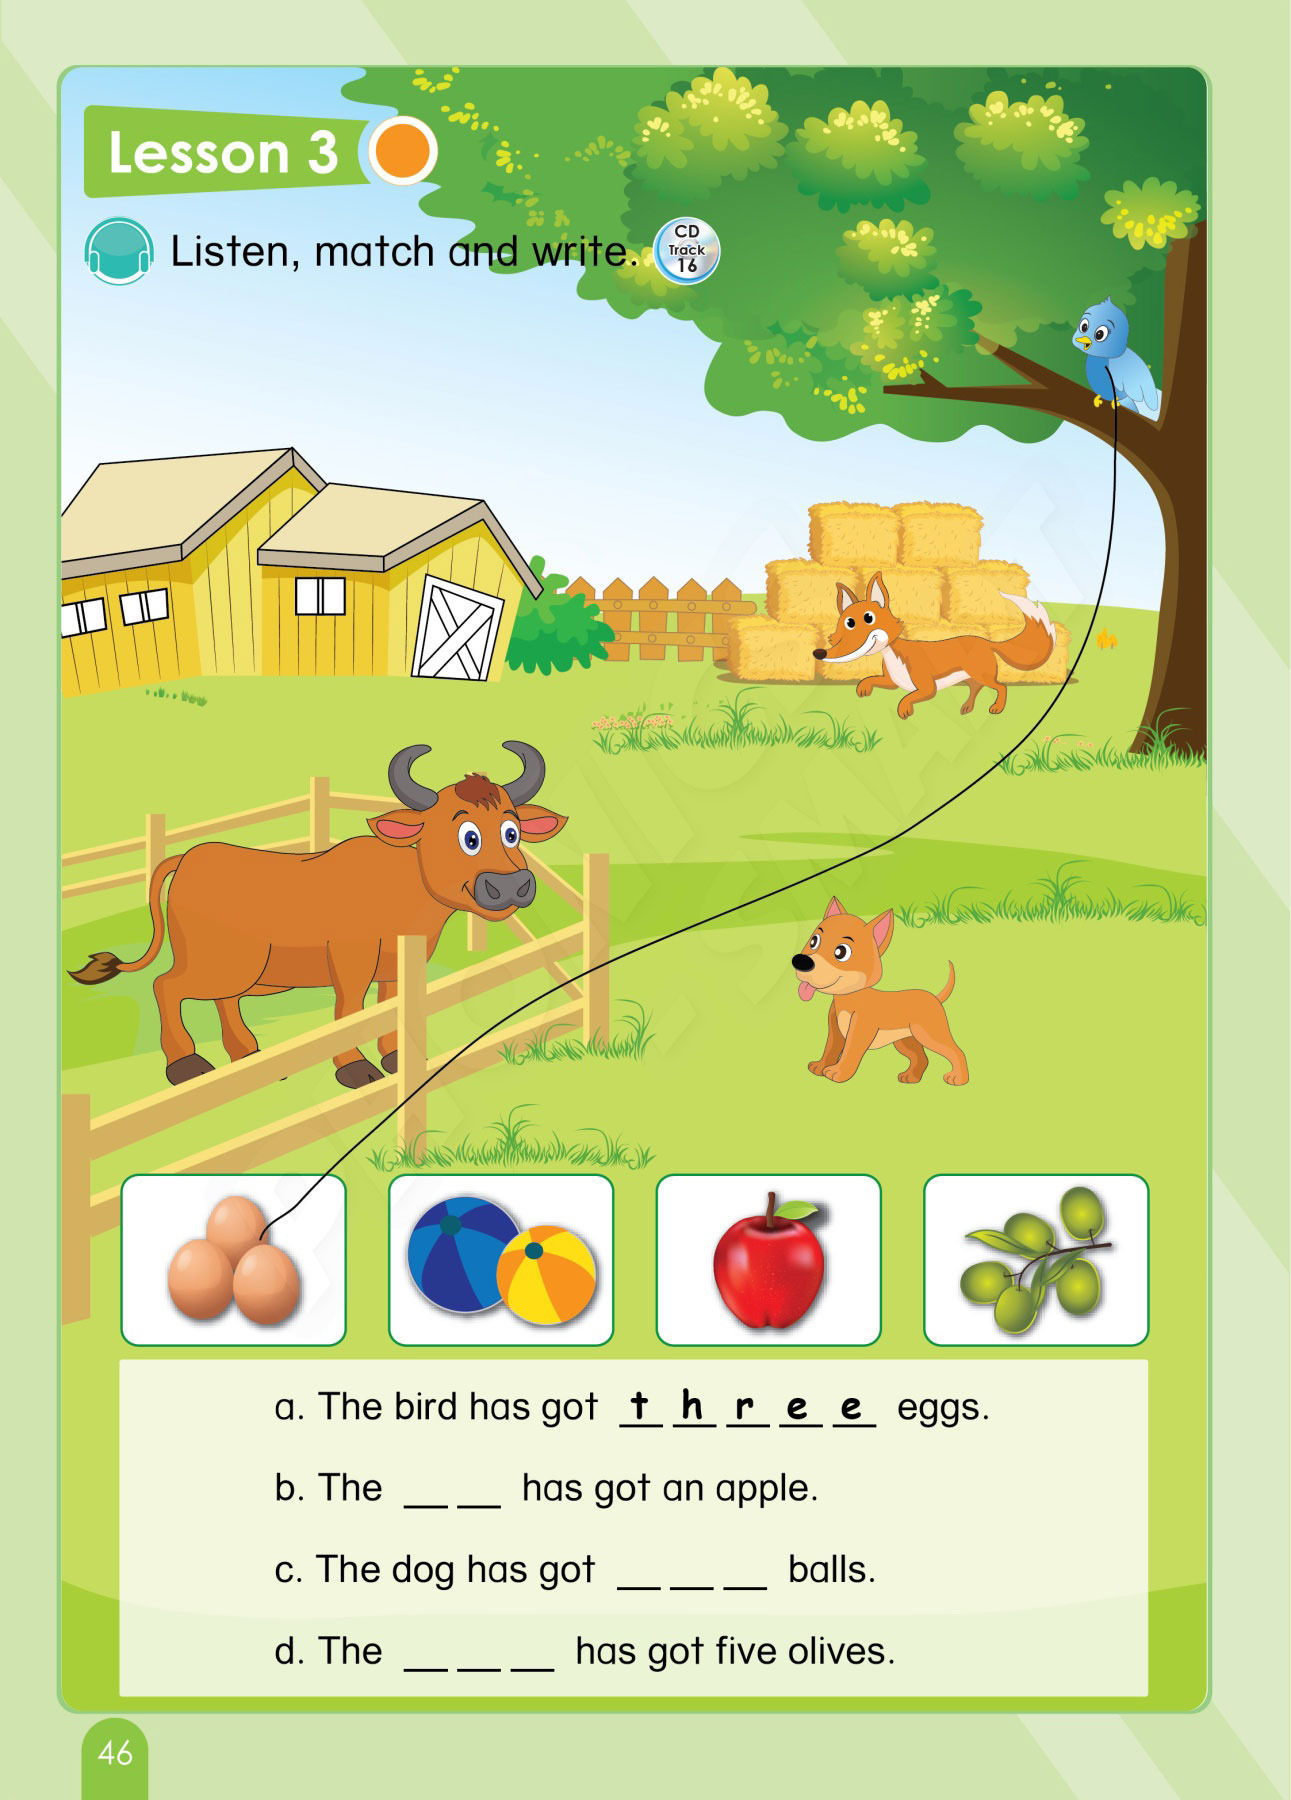 Lesson 3
Listen, match and write.
CD
Track
16
a. The bird has got t h r e e eggs.
b. The __ __ has got an apple.
c. The dog has got __ __ __ balls.
d. The __ __ __ has got five olives.
46